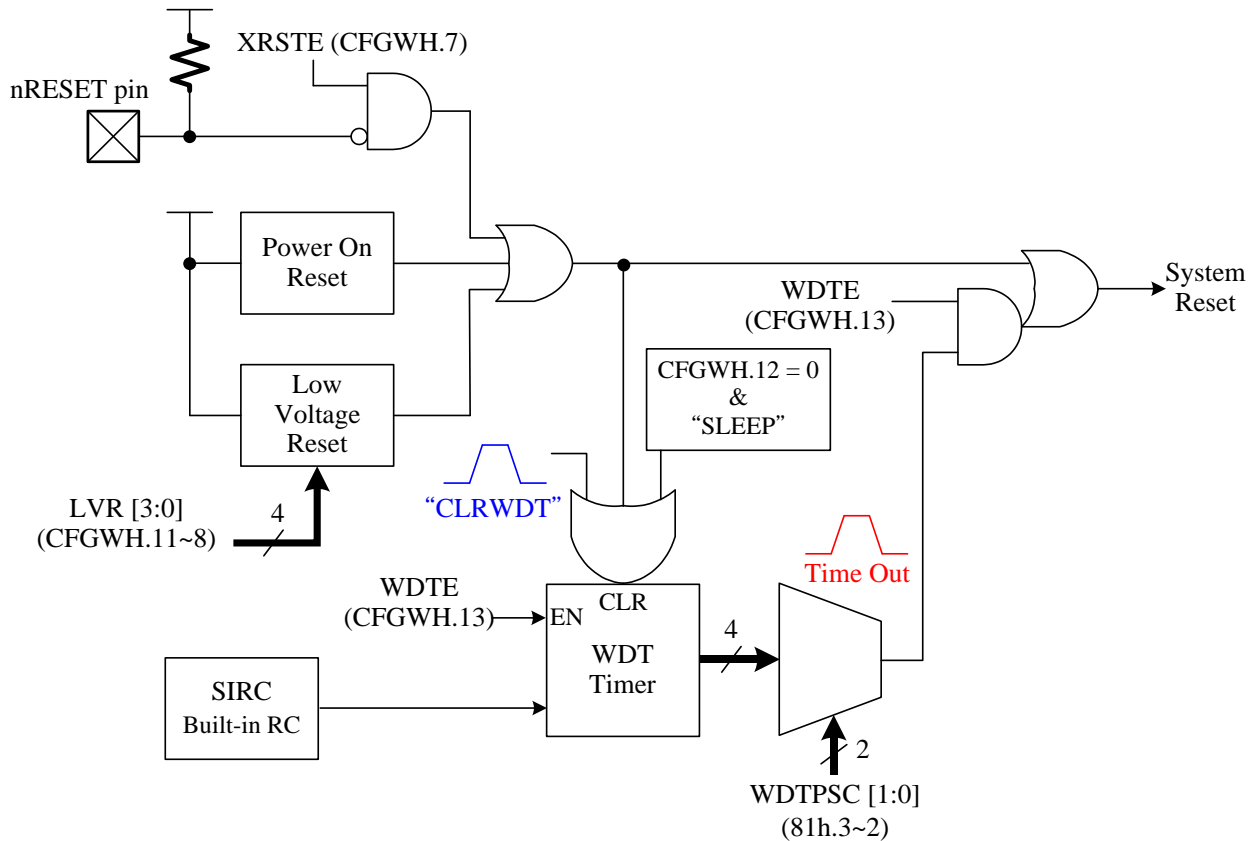 XRSTE (CFGWH.7)
nRESET pin
Power On
Reset
System
Reset
WDTE
(CFGWH.13)
Low
Voltage
Reset
CFGWH.12 = 0
&
“SLEEP”
“CLRWDT”
LVR [3:0]
(CFGWH.11~8)
4
Time Out
WDTE
(CFGWH.13)
CLR
EN
WDT
Timer
4
SIRC
Built-in RC
2
WDTPSC [1:0]
(81h.3~2)